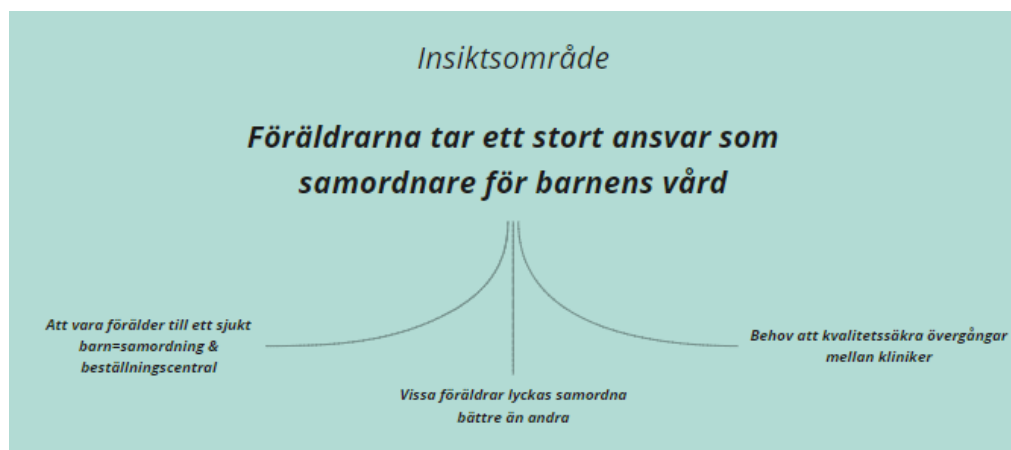 Insiktsområde
Föräldrarna tar ett stort ansvar som
samordnare för barnens vård
Att vara förälder till ett sjukt
barn=samordning &
beställningscentral
Vissa föräldrar lyckas samordna
bättre än andra
Behov att kvalitetssäkra övergångar
mellan kliniker